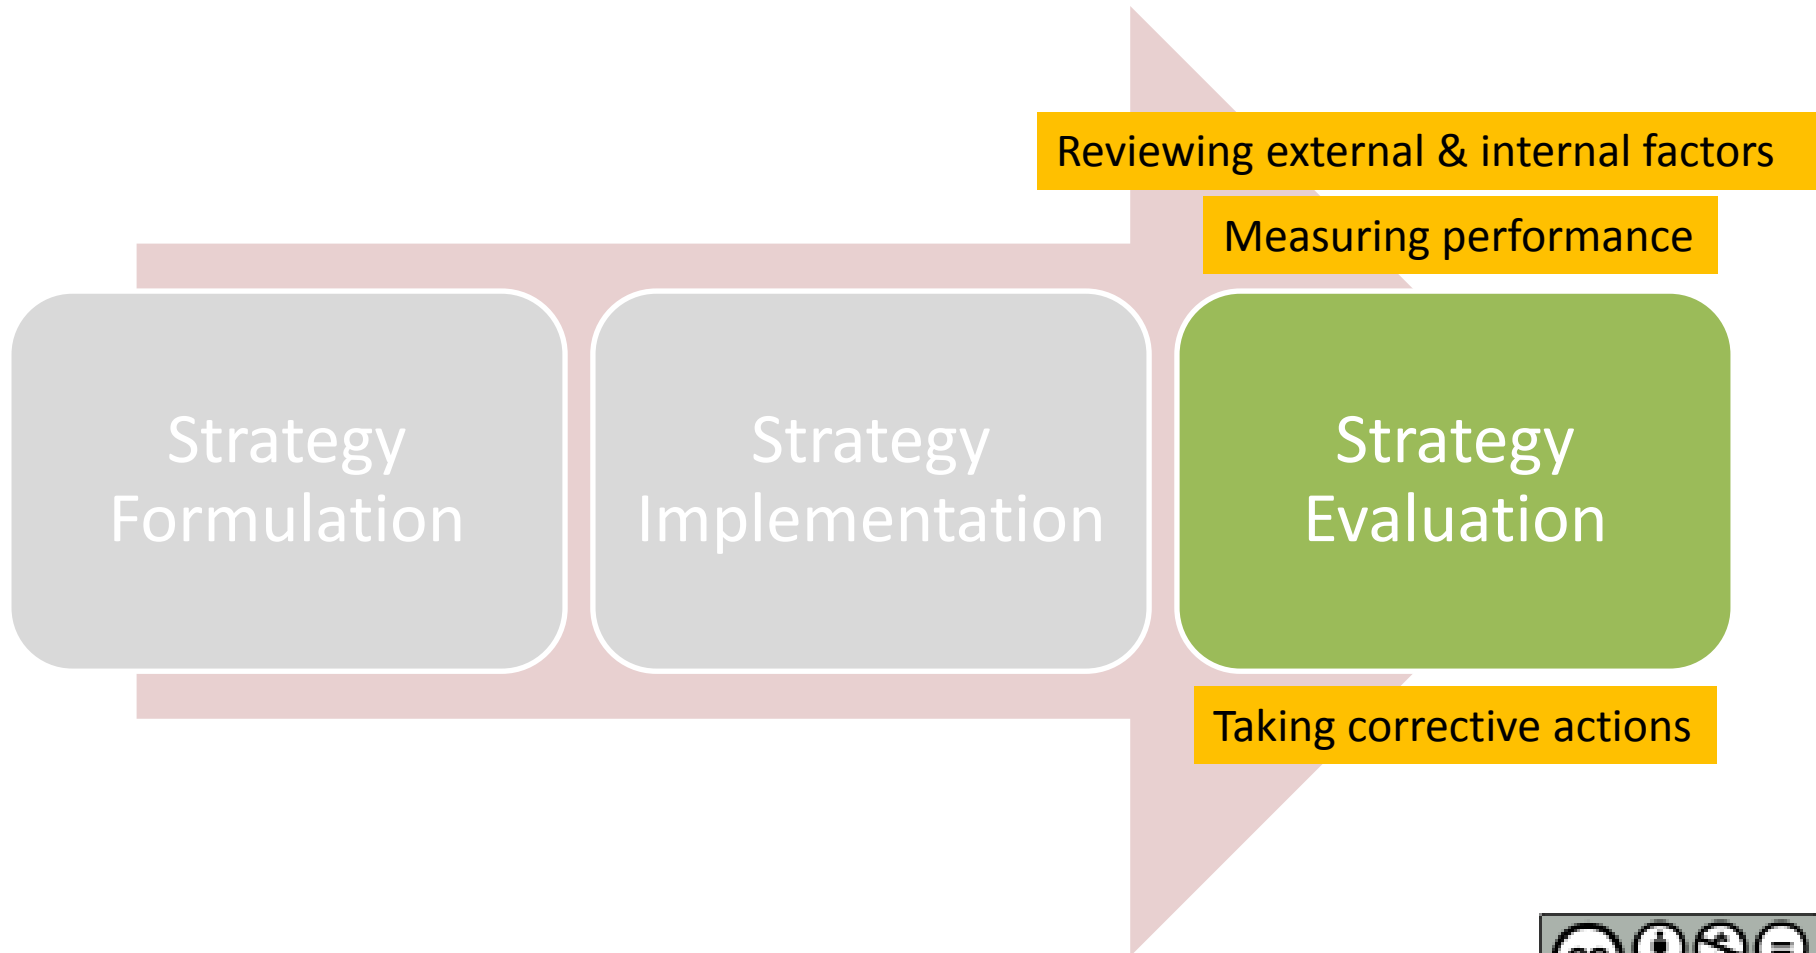 Reviewing external & internal factors
Measuring performance
Strategy
Formulation
Strategy
Implementation
Strategy
Evaluation
Taking corrective actions